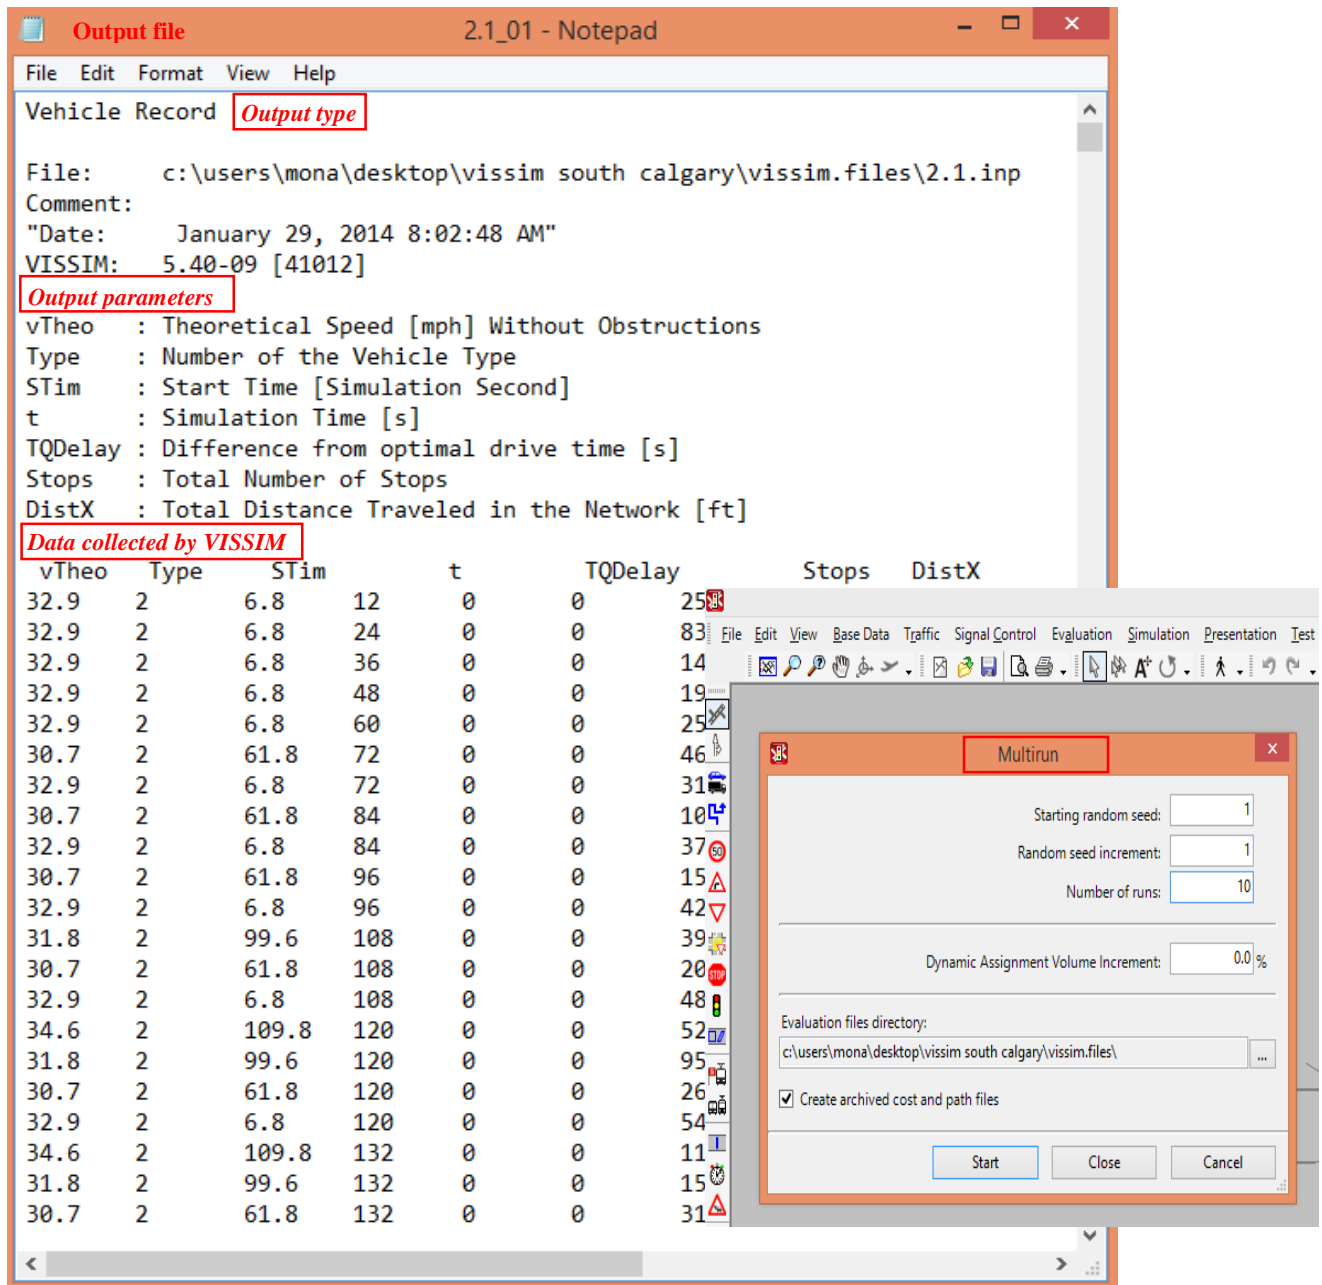 Output file 2.1_01 - Notepad
File Edit Format View Help
Vehicle Record Output type
File: c:\users\mona\desktop\vissim south calgary\vissim.files\2.1.inp
Comment:
"Date: January 29, 2014 8:02:48 AM"
VISSIM: 5.40-09 [41012]
Output parameters
vTheo : Theoretical Speed [mph] Without Obstructions
Type : Number of the Vehicle Type
STim : Start Time [Simulation Second]
t : Simulation Time [s]
TQDelay : Difference from optimal drive time [s]
Stops : Total Number of Stops
DistX : Total Distance Traveled in the Network [ft]
Data collected by VISSIM
vTheo Type STim t TQDelay Stops DistX
32.9 2 6.8 12 0 0 25
32.9 2 6.8 24 0 0 83
32.9 2 6.8 36 0 0 14
32.9 2 6.8 48 0 0 19
32.9 2 6.8 60 0 0 25
30.7 2 61.8 72 0 0 46
32.9 2 6.8 72 0 0 31
30.7 2 61.8 84 0 0 10
32.9 2 6.8 84 0 0 37
30.7 2 61.8 96 0 0 15
32.9 2 6.8 96 0 0 42
31.8 2 99.6 108 0 0 39
30.7 2 61.8 108 0 0 20
32.9 2 6.8 108 0 0 48
34.6 2 109.8 120 0 0 52
31.8 2 99.6 120 0 0 95
30.7 2 61.8 120 0 0 26
32.9 2 6.8 120 0 0 54
34.6 2 109.8 132 0 0 11
31.8 2 99.6 132 0 0 15
30.7 2 61.8 132 0 0 31
File Edit View Base Data Traffic Signal Control Evaluation Simulation Presentation Test
50
STOP
Multirun
Starting random seed: 1
Random seed increment: 1
Number of runs: 10
Dynamic Assignment Volume Increment: 0.0 %
Evaluation files directory:
c:\users\mona\desktop\vissim south calgary\vissim.files\ ...
Create archived cost and path files
Start Close Cancel